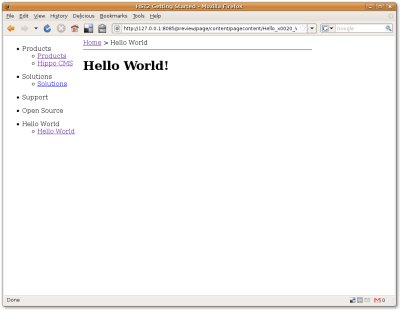 HST2 Getting Started - Mozilla Firefox
File Edit View History Delicious Bookmarks Tools Help
http://127.0.0.1:8085/preview/page/content/pagecontent/Hello_x0020_
Google
Home > Hello World
Products
Products
Hippo CMS
Solutions
Solutions
Support
Open Source
Hello World
Hello World
Hello World!
Done
0